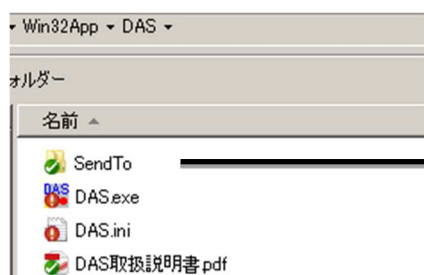 Win32App ▾ DAS ▾
ォルダー
名前
SendTo
DAS.exe
DAS.ini
DAS取扱説明書.pdf